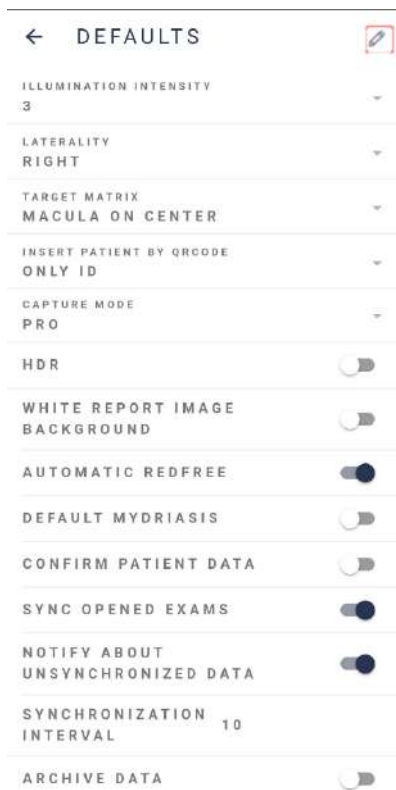 DEFAULTS
ILLUMINATION INTENSITY
3
LATERALITY
RIGHT
TARGET MATRIX
MACULA ON CENTER
INSERT PATIENT BY QRCODE
ONLY ID
CAPTURE MODE
PRO
HDR
WHITE REPORT IMAGE
BACKGROUND
AUTOMATIC REDFREE
DEFAULT MYDRIASIS
CONFIRM PATIENT DATA
SYNC OPENED EXAMS
NOTIFY ABOUT
UNSYNCHRONIZED DATA
SYNCHRONIZATION
INTERVAL
10
ARCHIVE DATA